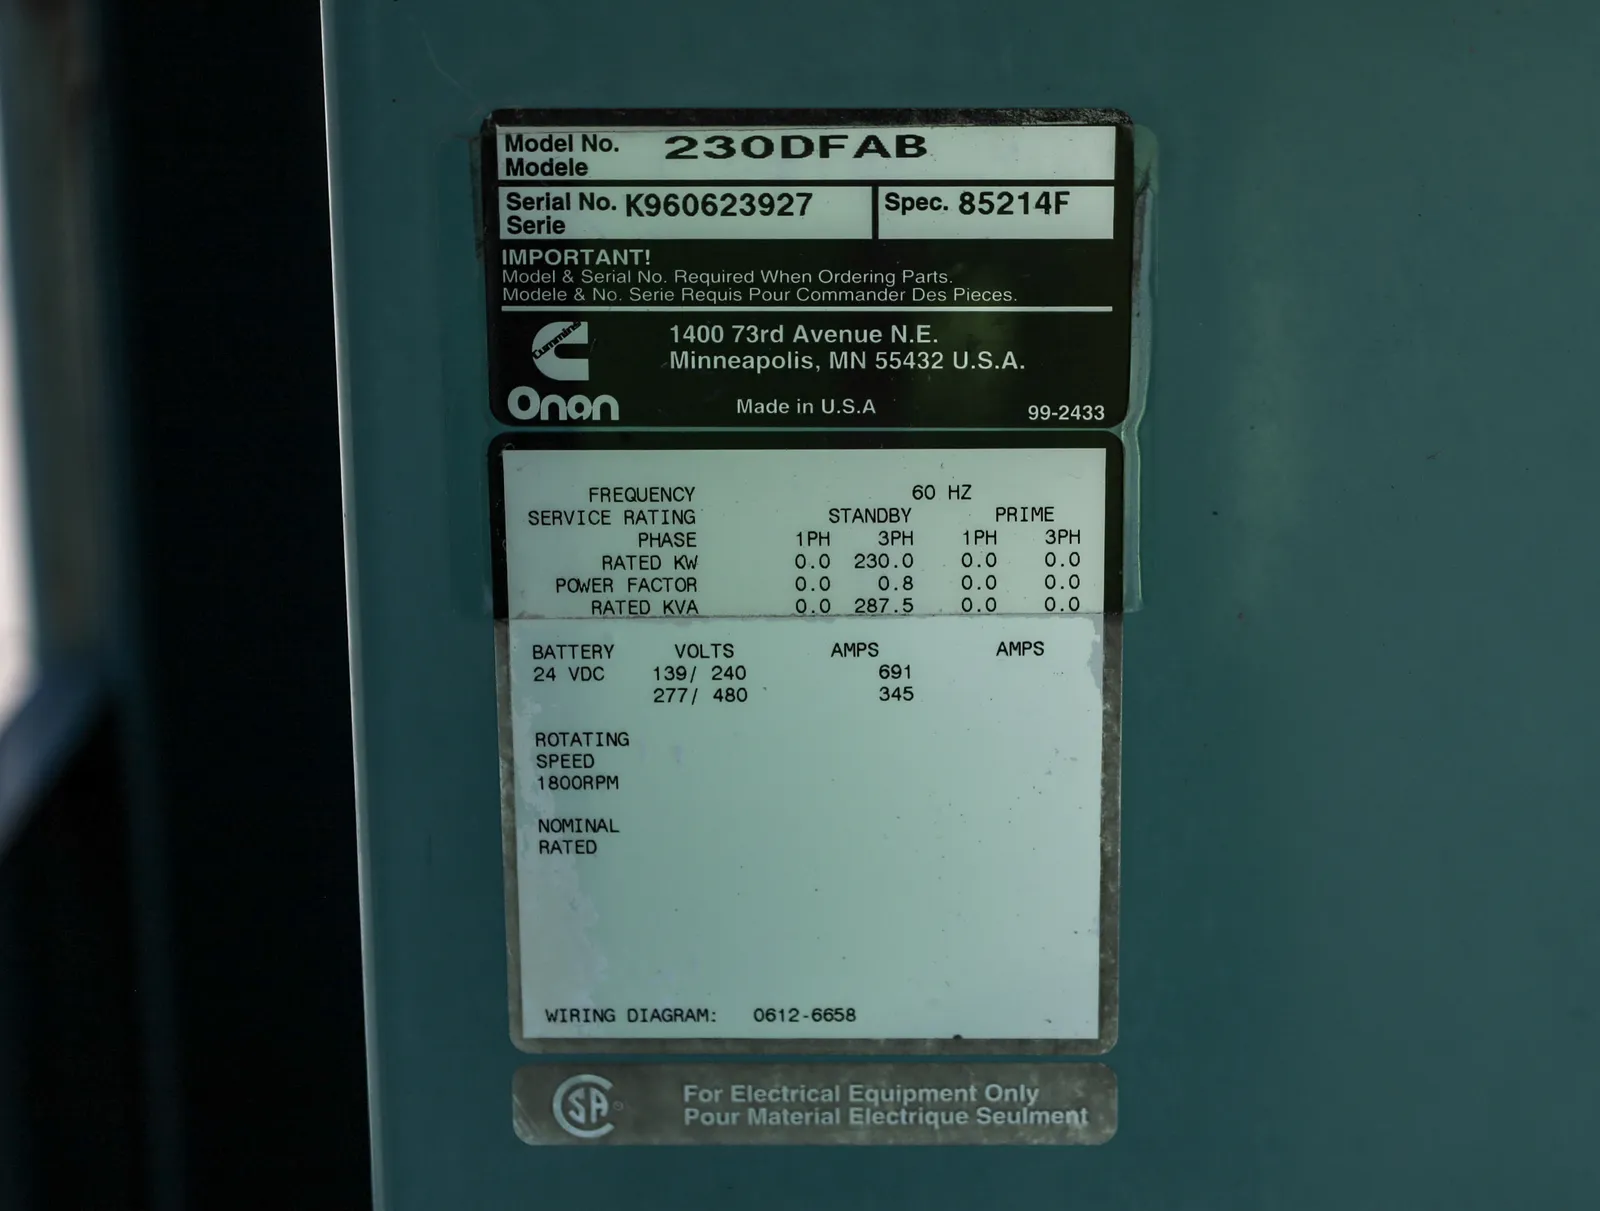 Model No. 230DFAB
Modele
Serial No. K960623927 Spec. 85214F
Serie
IMPORTANT!
Model & Serial No. Required When Ordering Parts.
Modele & No. Serie Requis Pour Commander Des Pieces.
Cummins
1400 73rd Avenue N.E.
Minneapolis, MN 55432 U.S.A.
Onan
Made in U.S.A 99-2433
FREQUENCY 60 HZ
SERVICE RATING STANDBY PRIME
PHASE 1PH 3PH 1PH 3PH
RATED KW 0.0 230.0 0.0 0.0
POWER FACTOR 0.0 0.8 0.0 0.0
RATED KVA 0.0 287.5 0.0 0.0
BATTERY VOLTS AMPS AMPS
24 VDC 139/ 240 691
277/ 480 345
ROTATING
SPEED
1800RPM
NOMINAL
RATED
WIRING DIAGRAM: 0612-6658
CSA ®
For Electrical Equipment Only
Pour Material Electrique Seulment